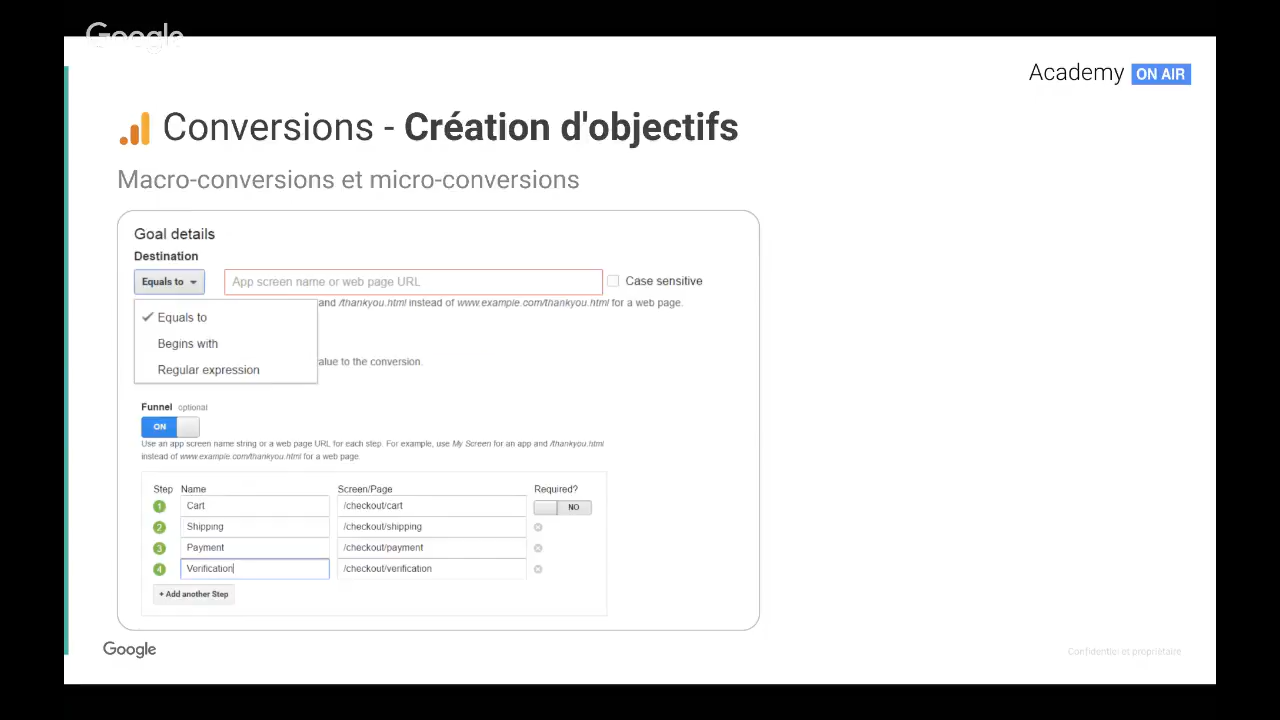 Google
Academy ON AIR
Conversions - Création d'objectifs
Macro-conversions et micro-conversions
Goal details
Destination
Equals to
App screen name or web page URL
Case sensitive
and /thankyou.html instead of www.example.com/thankyou.html for a web page.
Equals to
Begins with
Regular expression
alue to the conversion.
Funnel optional
ON
Use an app screen name string or a web page URL for each step. For example, use My Screen for an app and /thankyou.html
instead of www.example.com/thankyou.html for a web page.
Step Name Screen/Page Required?
1 Cart /checkout/cart NO
2 Shipping /checkout/shipping
3 Payment /checkout/payment
4 Verification /checkout/verification
+ Add another Step
Google
Confidentiel et propriétaire